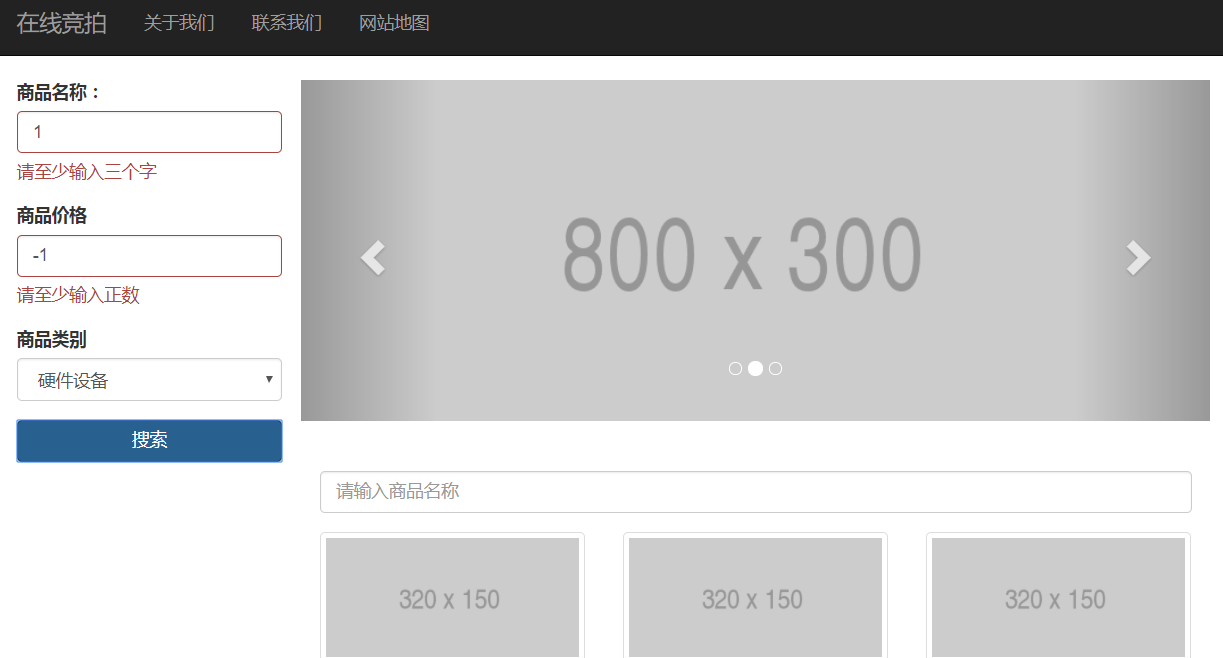 在线竞拍 关于我们 联系我们 网站地图
商品名称：
1
请至少输入三个字
商品价格
-1
请至少输入正数
商品类别
硬件设备
搜索
800 x 300
请输入商品名称
320 x 150 320 x 150 320 x 150